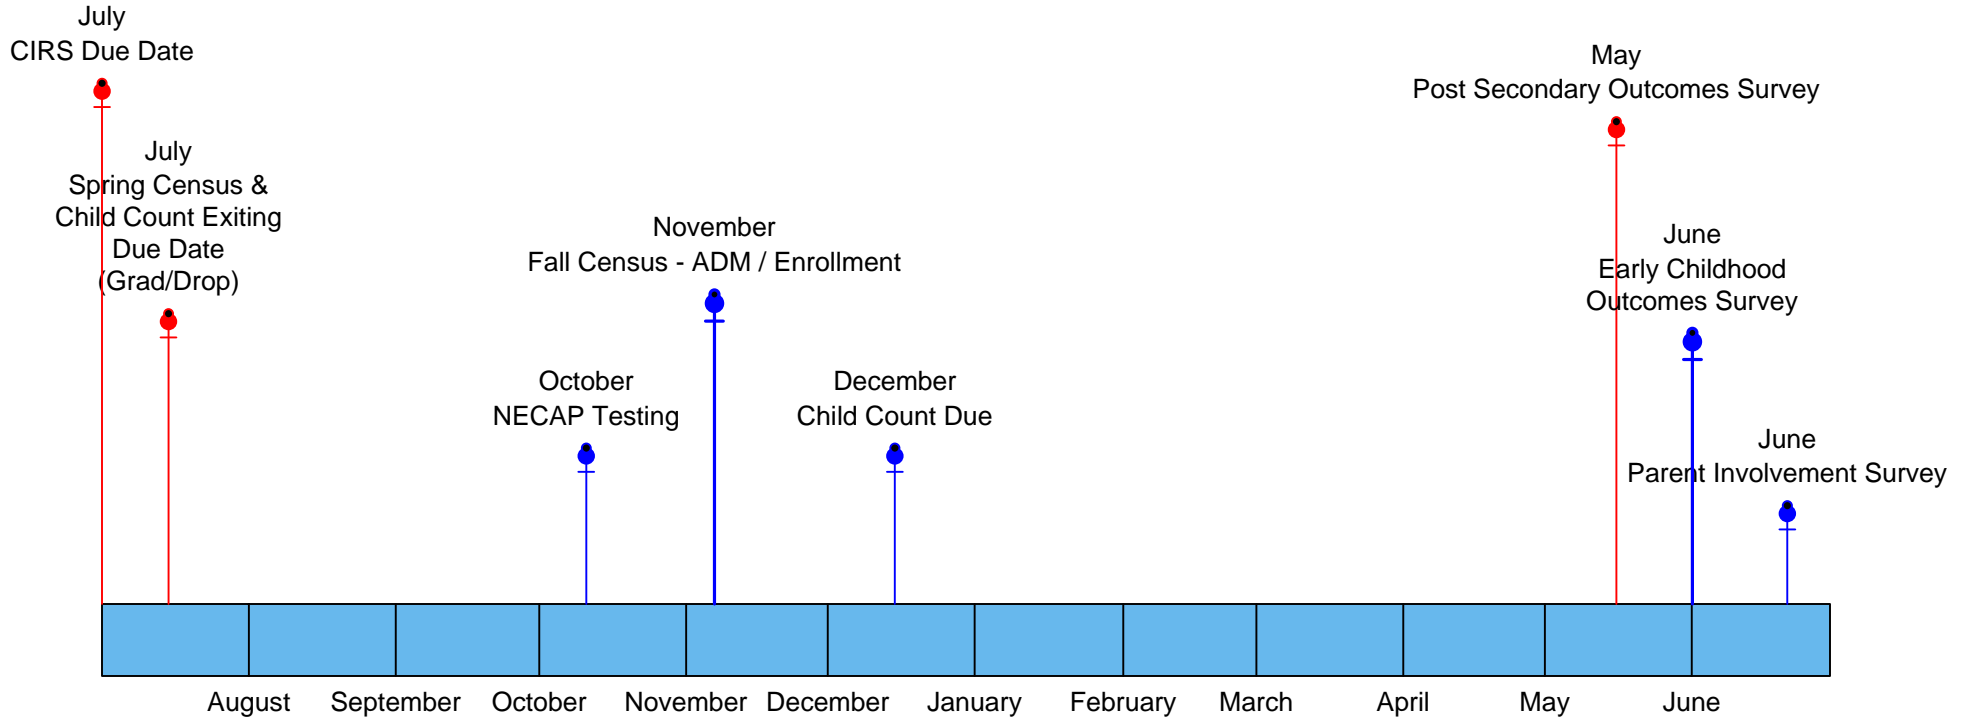 July
CIRS Due Date
July
Spring Census &
Child Count Exiting
Due Date
(Grad/Drop)
October
NECAP Testing
November
Fall Census - ADM / Enrollment
December
Child Count Due
May
Post Secondary Outcomes Survey
June
Early Childhood
Outcomes Survey
June
Parent Involvement Survey
August September October November December January February March April May June